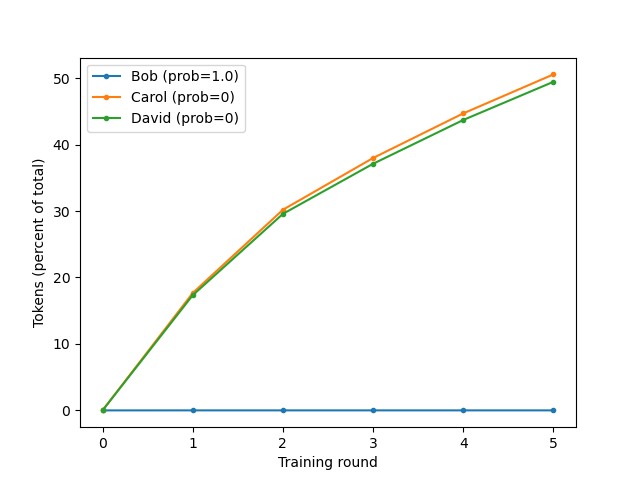 Bob (prob=1.0)
Carol (prob=0)
David (prob=0)
50
40
30
20
10
0
Tokens (percent of total)
0 1 2 3 4 5
Training round